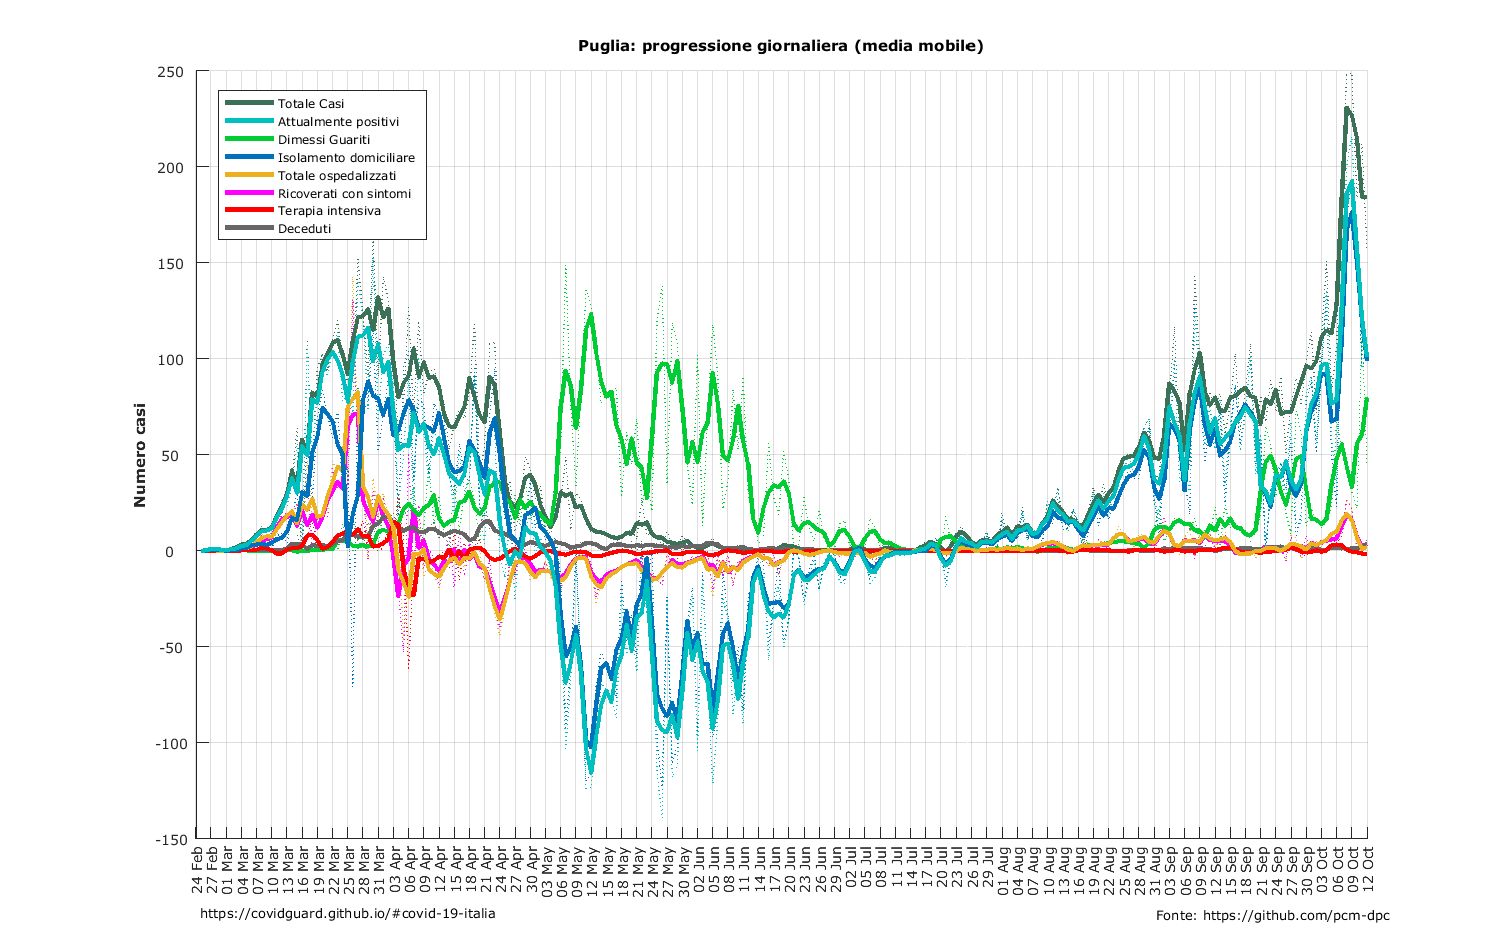 Puglia: progressione giornaliera (media mobile)
Numero casi
250
200
150
100
50
0
-50
-100
-150
Totale Casi
Attualmente positivi
Dimessi Guariti
Isolamento domiciliare
Totale ospedalizzati
Ricoverati con sintomi
Terapia intensiva
Deceduti
24 Feb
27 Feb
01 Mar
04 Mar
07 Mar
10 Mar
13 Mar
16 Mar
19 Mar
22 Mar
25 Mar
28 Mar
31 Mar
03 Apr
06 Apr
09 Apr
12 Apr
15 Apr
18 Apr
21 Apr
24 Apr
27 Apr
30 Apr
03 May
06 May
09 May
12 May
15 May
18 May
21 May
24 May
27 May
30 May
02 Jun
05 Jun
08 Jun
11 Jun
14 Jun
17 Jun
20 Jun
23 Jun
26 Jun
29 Jun
02 Jul
05 Jul
08 Jul
11 Jul
14 Jul
17 Jul
20 Jul
23 Jul
26 Jul
29 Jul
01 Aug
04 Aug
07 Aug
10 Aug
13 Aug
16 Aug
19 Aug
22 Aug
25 Aug
28 Aug
31 Aug
03 Sep
06 Sep
09 Sep
12 Sep
15 Sep
18 Sep
21 Sep
24 Sep
27 Sep
30 Sep
03 Oct
06 Oct
09 Oct
12 Oct
https://covidguard.github.io/#covid-19-italia
Fonte: https://github.com/pcm-dpc